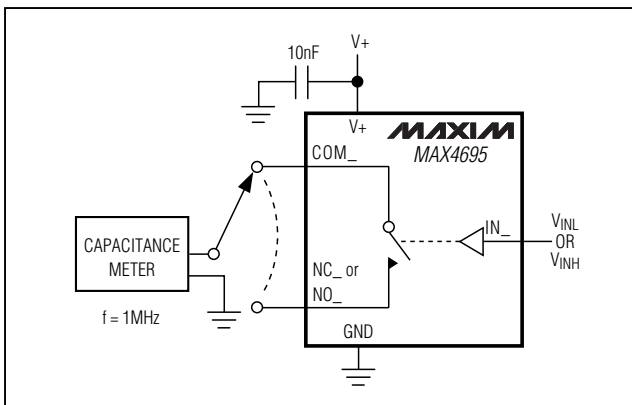 10nF
V+
V+
MAXIM
MAX4695
COM_
IN_
VINL
OR
VINH
CAPACITANCE
METER
NC_ or
NO_
f = 1MHz
GND